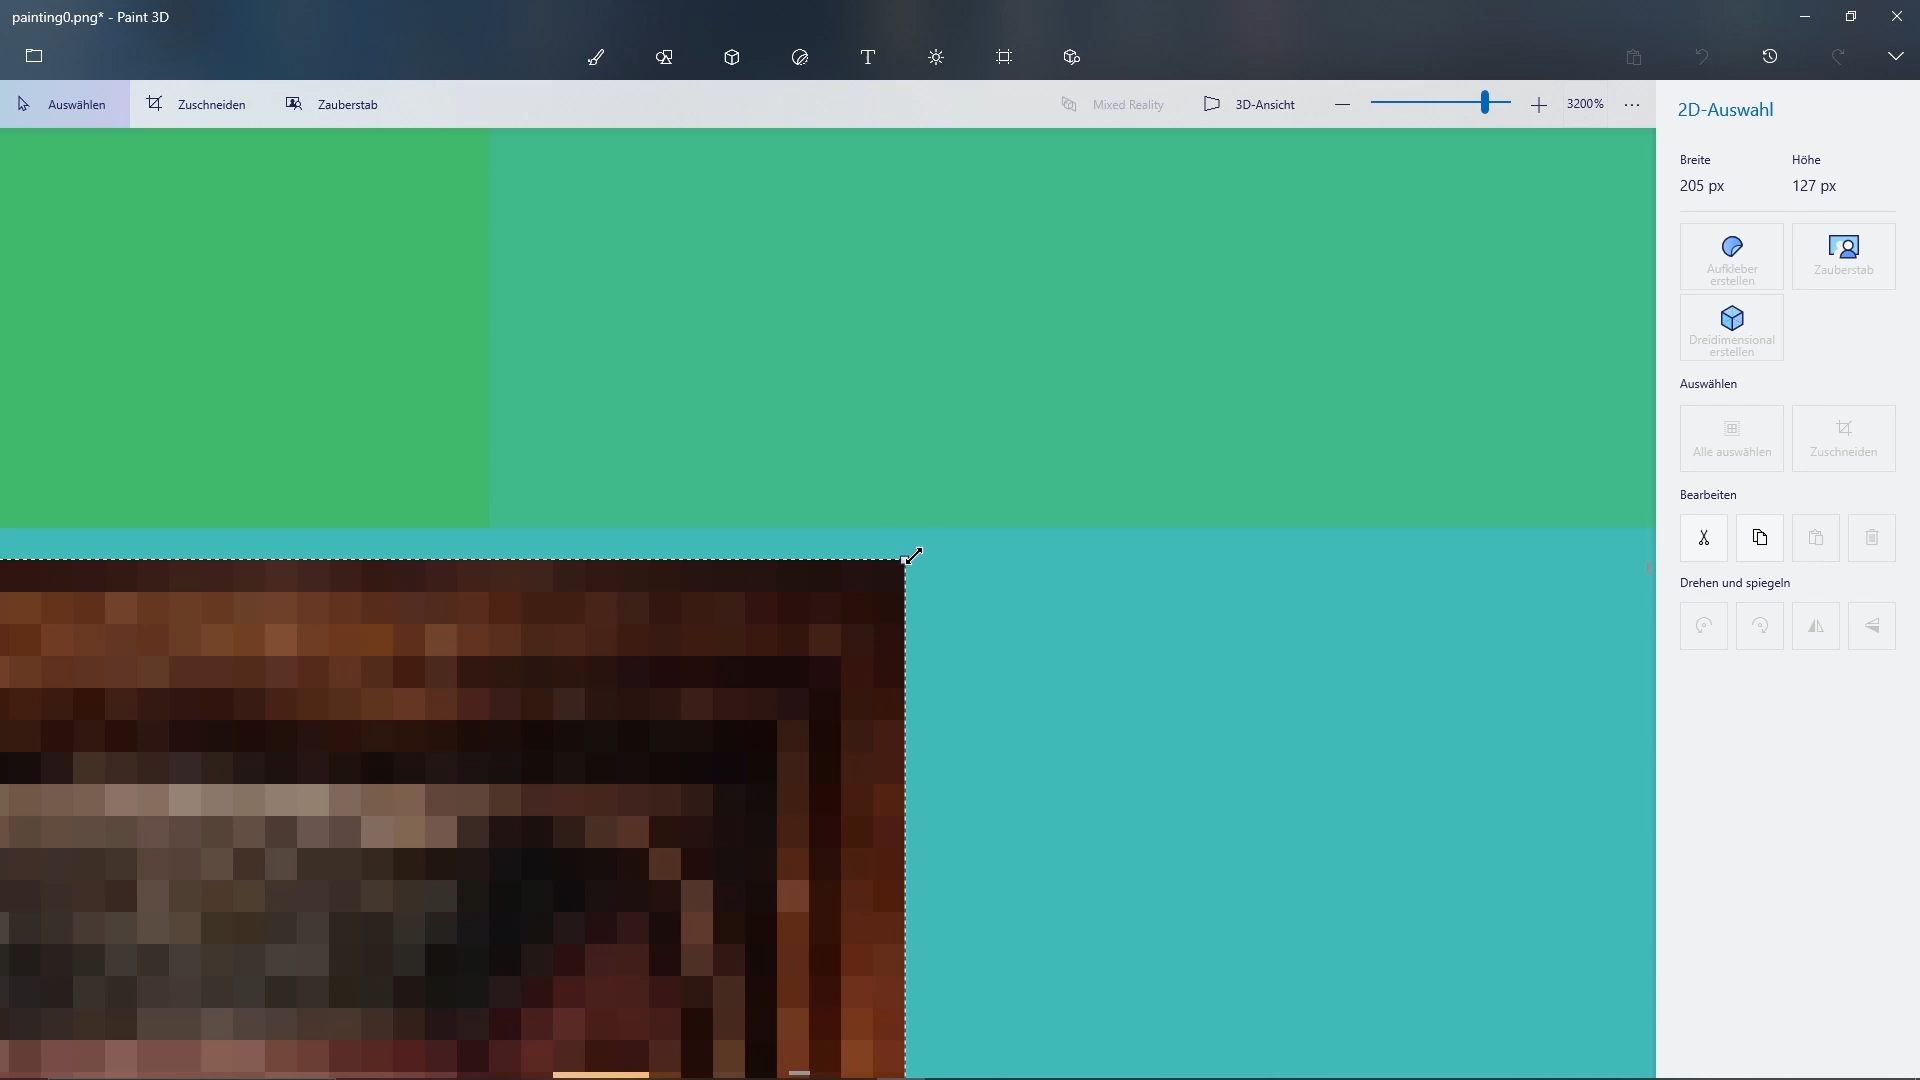 painting0.png* - Paint 3D
Auswählen Zuschneiden Zauberstab Mixed Reality 3D-Ansicht 3200%
2D-Auswahl
Breite Höhe
205 px 127 px
Aufkleber erstellen
Zauberstab
Dreidimensional erstellen
Auswählen
Alle auswählen Zuschneiden
Bearbeiten
Drehen und spiegeln